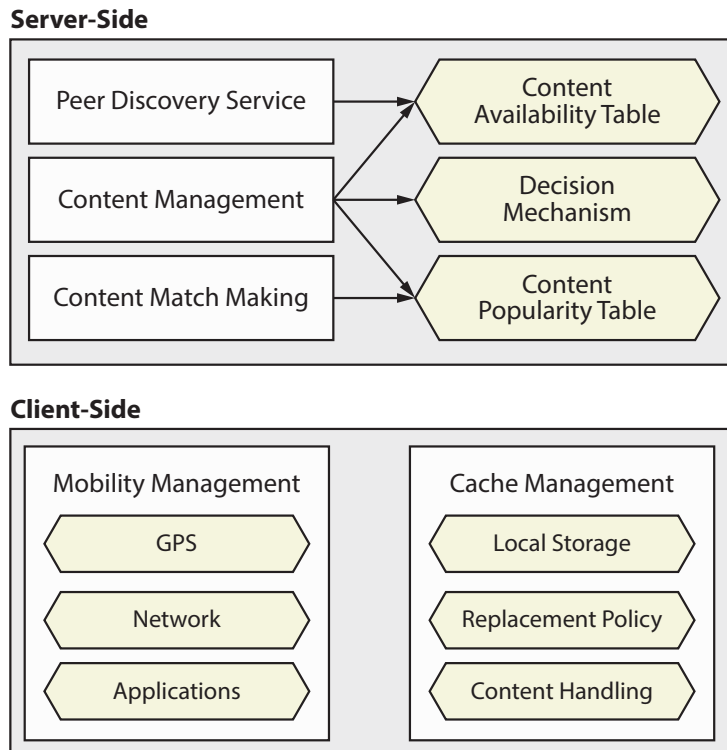 Server-Side
Peer Discovery Service
Content
Availability Table
Content Management
Decision
Mechanism
Content Match Making
Content
Popularity Table
Client-Side
Mobility Management
GPS
Network
Applications
Cache Management
Local Storage
Replacement Policy
Content Handling